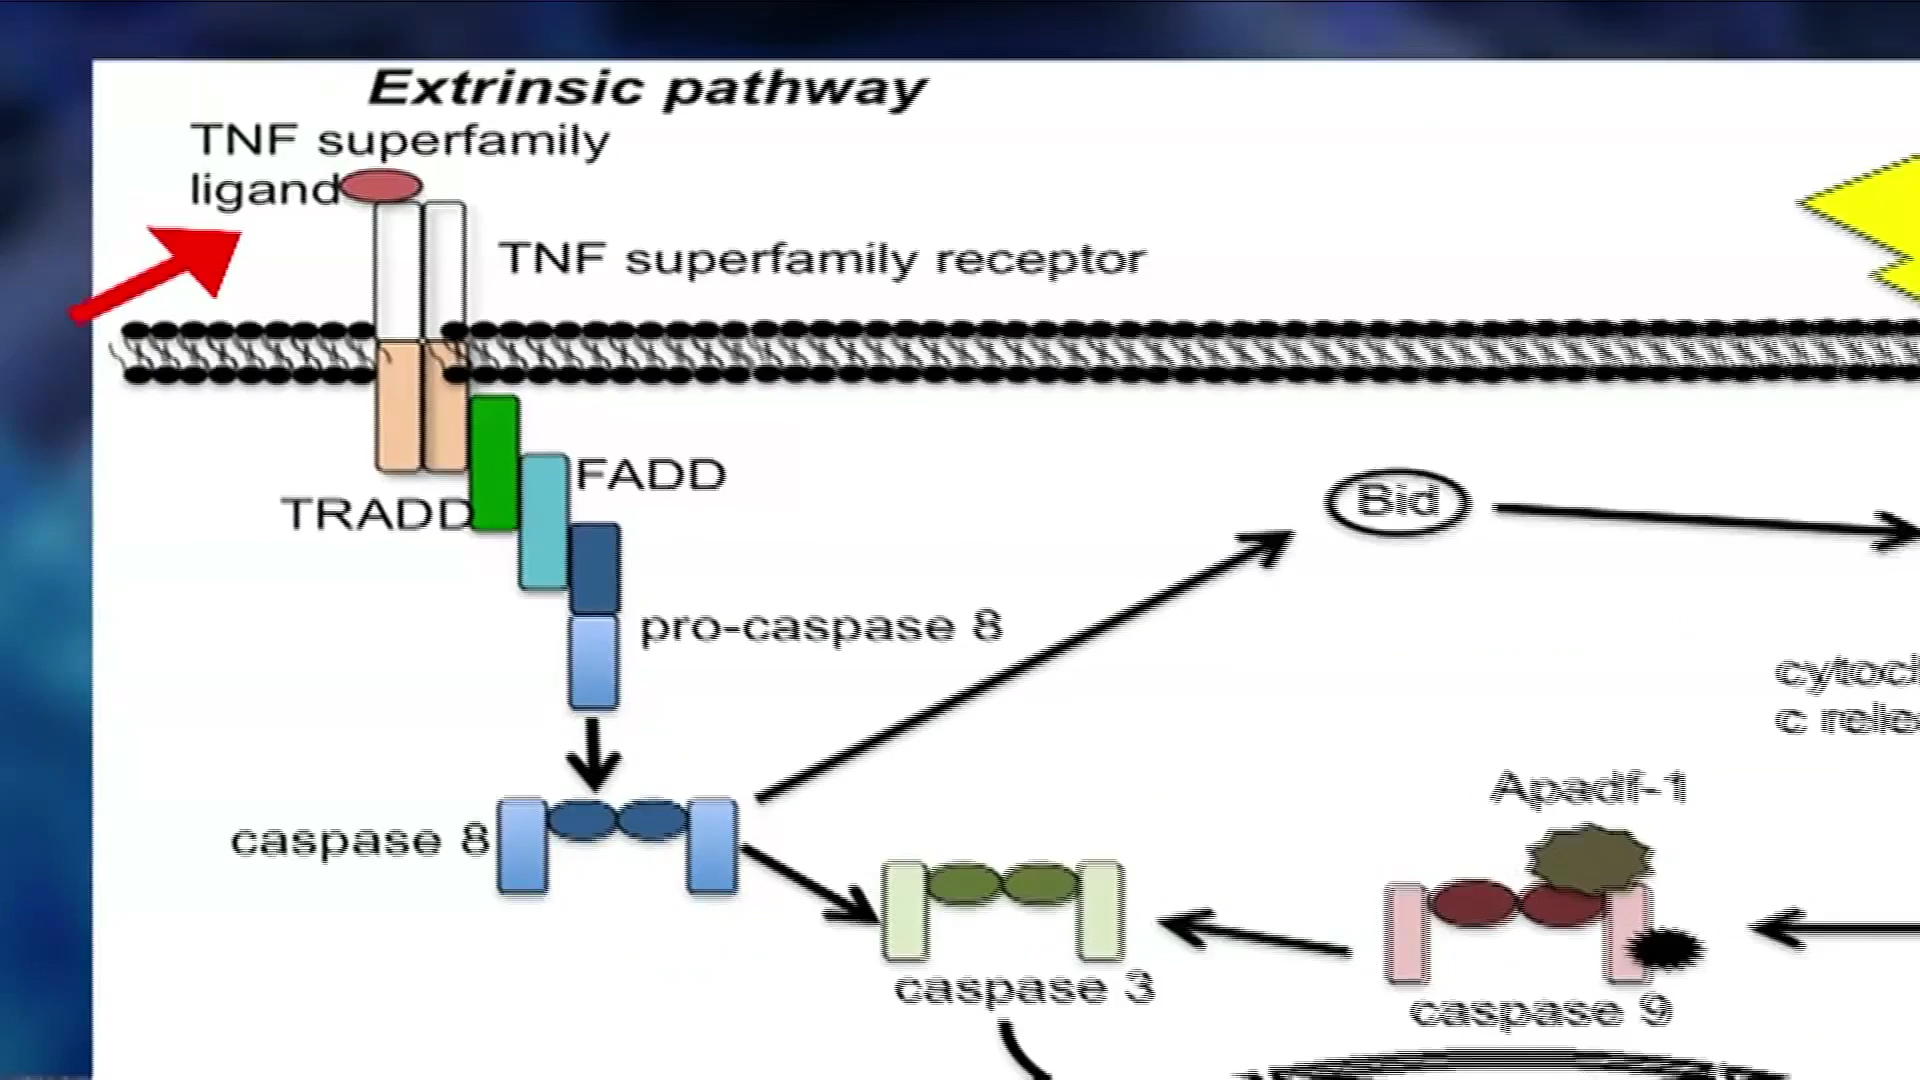 Extrinsic pathway
TNF superfamily
ligand
TNF superfamily receptor
FADD
TRADD
Bid
pro-caspase 8
c
Apadf-1
caspase 8
caspase 3
caspase 9